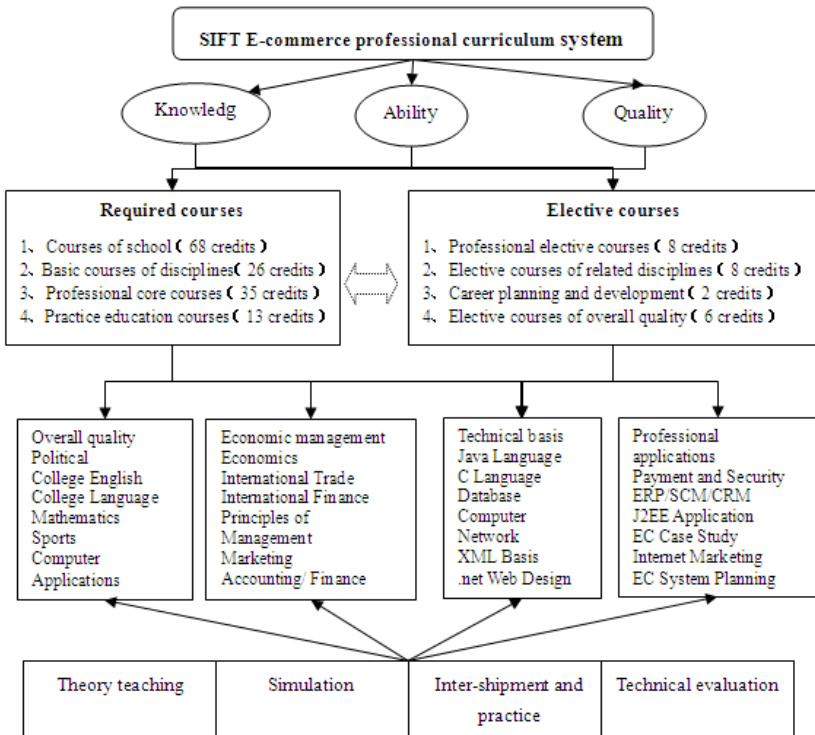 SIFT E-commerce professional curriculum system
Knowledg
Ability
Quality
Required courses
1、Courses of school（68 credits）
2、Basic courses of disciplines（26 credits）
3、Professional core courses（35 credits）
4、Practice education courses（13 credits）
Elective courses
1、Professional elective courses（8 credits）
2、Elective courses of related disciplines（8 credits）
3、Career planning and development（2 credits）
4、Elective courses of overall quality（6 credits）
Overall quality
Political
College English
College Language
Mathematics
Sports
Computer
Applications
Economic management
Economics
International Trade
International Finance
Principles of
Management
Marketing
Accounting/ Finance
Technical basis
Java Language
C Language
Database
Computer
Network
XML Basis
.net Web Design
Professional
applications
Payment and Security
ERP/SCM/CRM
J2EE Application
EC Case Study
Internet Marketing
EC System Planning
Theory teaching
Simulation
Inter-shipment and
practice
Technical evaluation